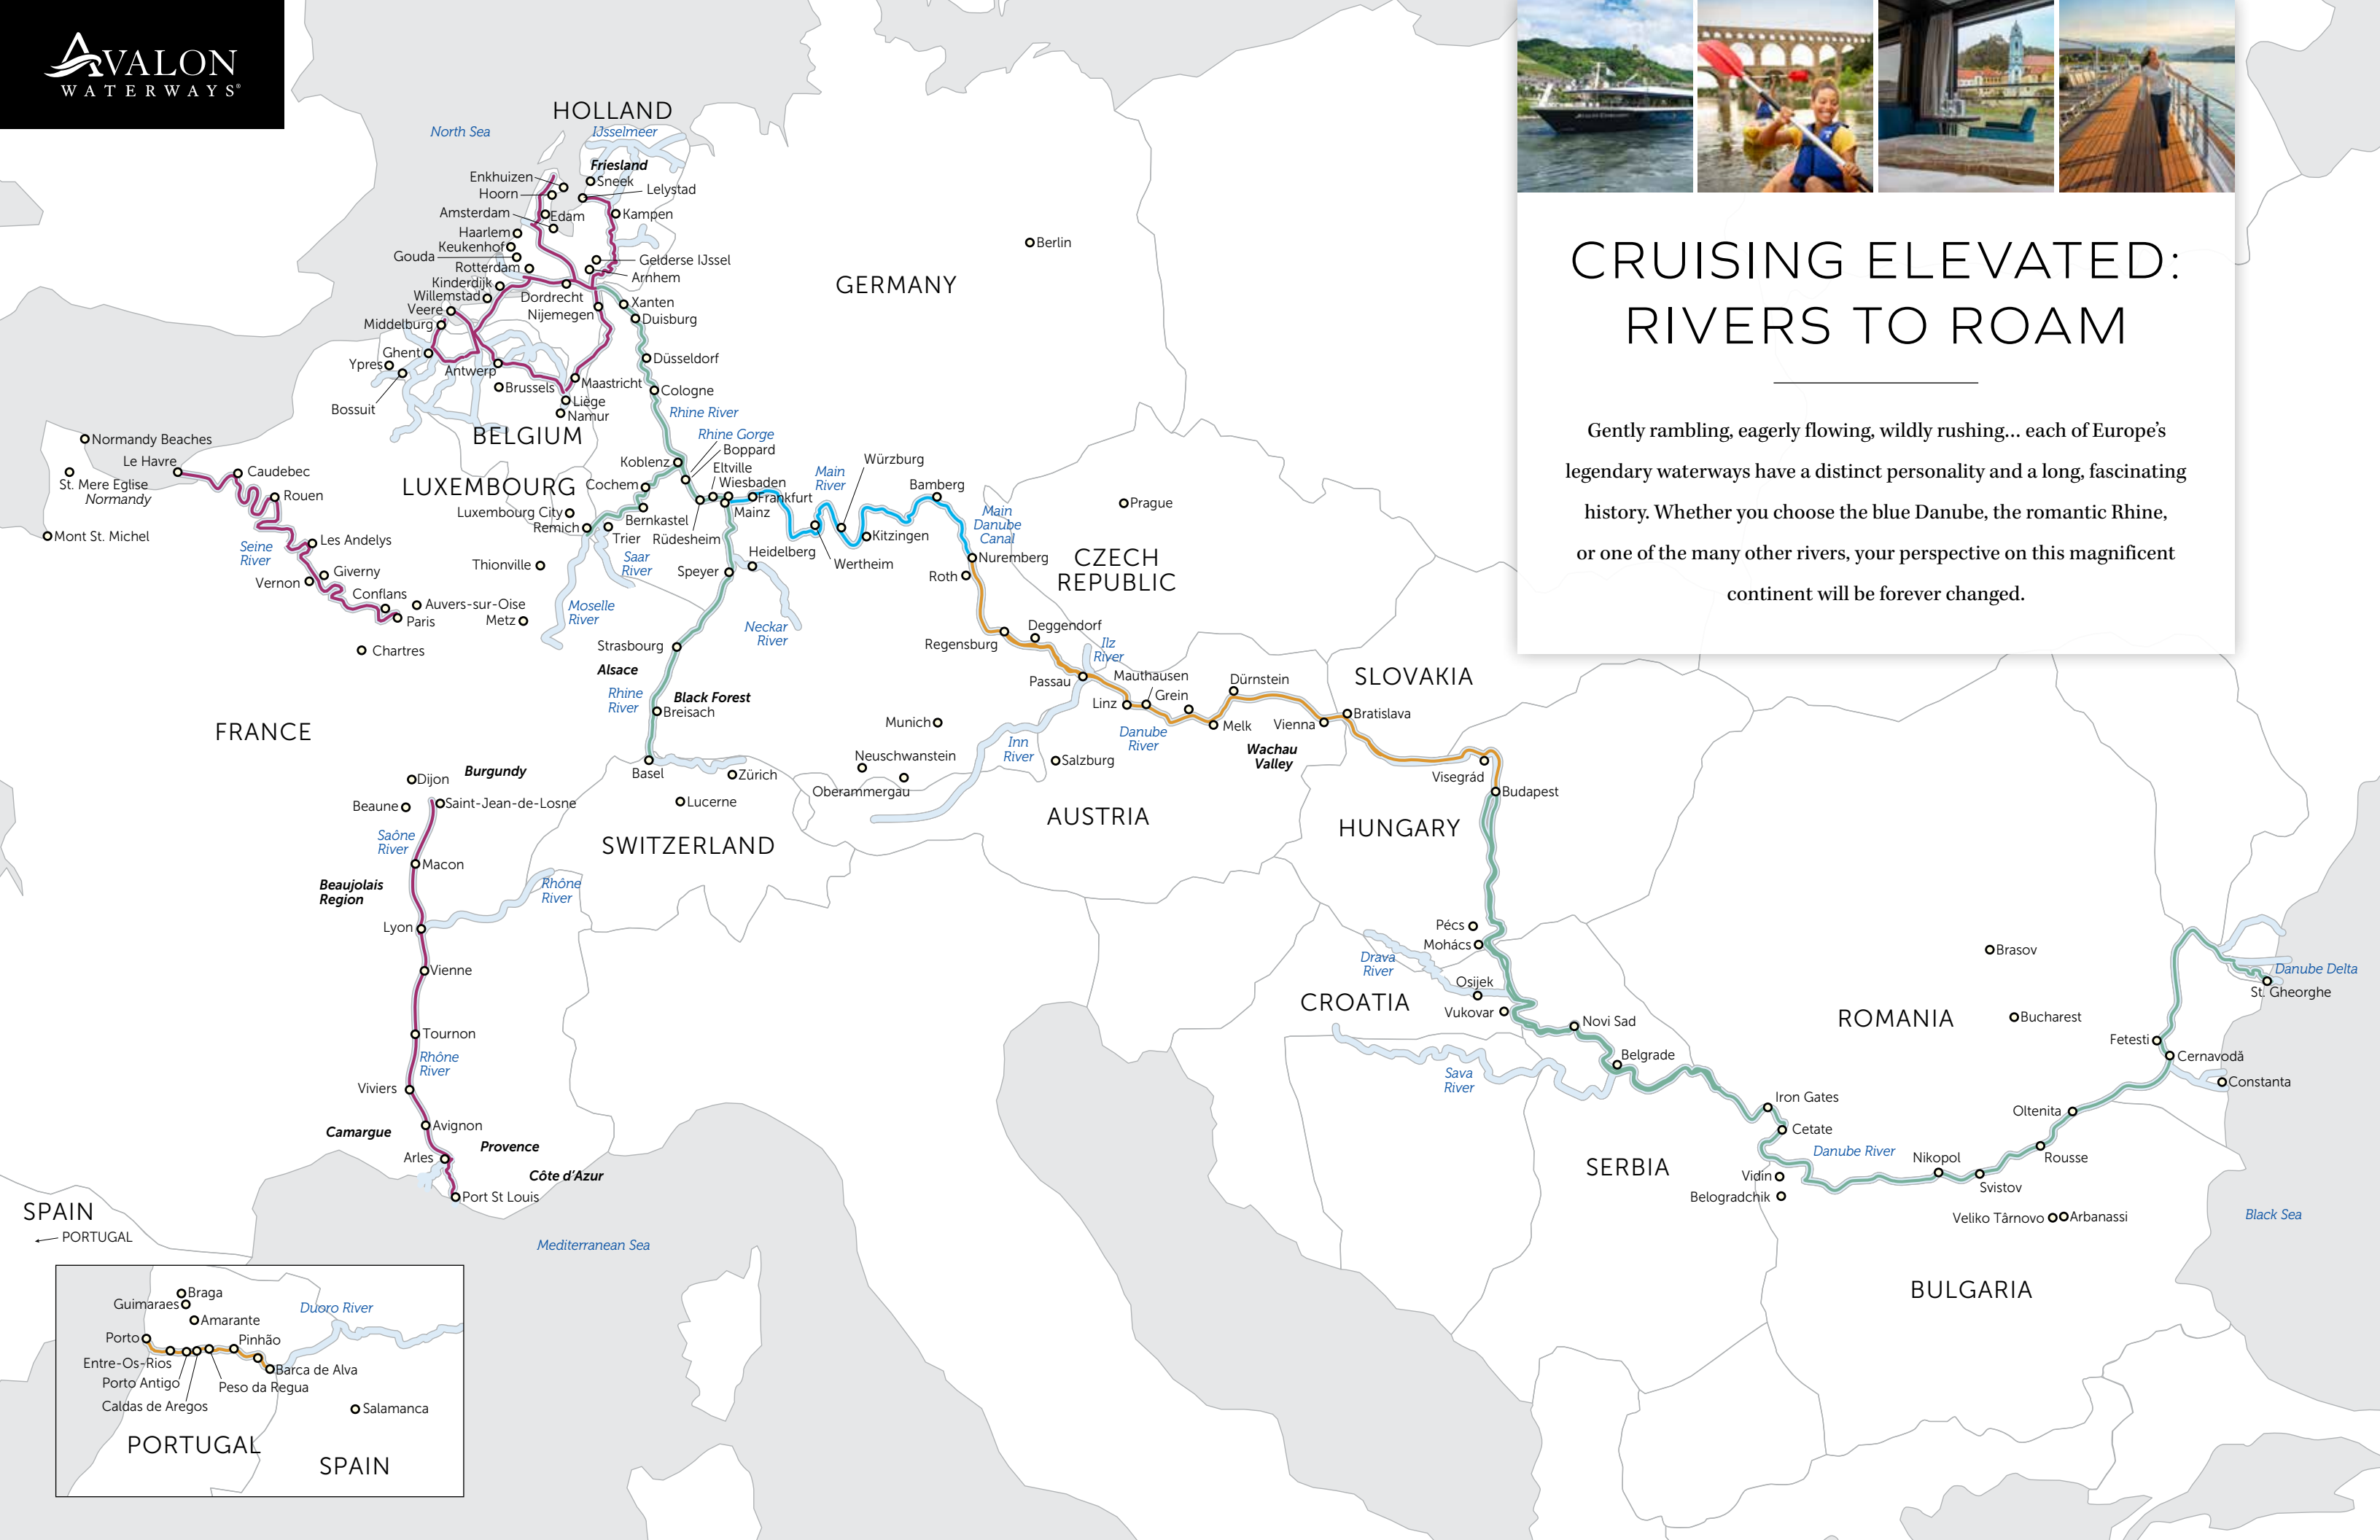 AVALON
WATERWAYS®
CRUISING ELEVATED:
RIVERS TO ROAM
Gently rambling, eagerly flowing, wildly rushing... each of Europe's
legendary waterways have a distinct personality and a long, fascinating
history. Whether you choose the blue Danube, the romantic Rhine,
or one of the many other rivers, your perspective on this magnificent
continent will be forever changed.
HOLLAND
North Sea
IJsselmeer
Friesland
Enkhuizen
Sneek
Hoorn
Lelystad
Amsterdam
Edam
Kampen
Haarlem
Keukenhof
Gouda
Gelderse IJssel
Rotterdam
Arnhem
Kinderdijk
Willemstad
Dordrecht
Xanten
Veere
Nijemegen
Duisburg
Middelburg
Ghent
Düsseldorf
Ypres
Antwerp
Brussels
Maastricht
Cologne
Bossuit
Liège
Namur
Rhine River
BELGIUM
Rhine Gorge
Boppard
Koblenz
Eltville
Wiesbaden
Frankfurt
Mainz
LUXEMBOURG
Cochem
Luxembourg City
Bernkastel
Remich
Trier
Rüdesheim
Saar
River
Heidelberg
Thionville
Speyer
Moselle
River
Metz
Neckar
River
Strasbourg
Alsace
Rhine
River
Black Forest
Breisach
Basel
Zürich
Lucerne
SWITZERLAND
GERMANY
Berlin
Main
River
Würzburg
Bamberg
Kitzingen
Wertheim
Main
Danube
Canal
Nuremberg
Roth
Prague
CZECH
REPUBLIC
Regensburg
Deggendorf
Ilz
River
Passau
Mauthausen
Grein
Linz
Dürnstein
Melk
Danube
River
Vienna
Wachau
Valley
Munich
Inn
River
Salzburg
Neuschwanstein
Oberammergau
AUSTRIA
SLOVAKIA
Bratislava
Visegrád
Budapest
HUNGARY
Pécs
Mohács
Drava
River
Osijek
CROATIA
Vukovar
Novi Sad
Belgrade
Sava
River
SERBIA
Iron Gates
Cetate
Danube River
Vidin
Belogradchik
Nikopol
Svistov
Rousse
Oltenita
Veliko Târnovo
Arbanassi
BULGARIA
ROMANIA
Brasov
Bucharest
Fetesti
Cernavodă
Constanta
Danube Delta
St. Gheorghe
Black Sea
Normandy Beaches
Le Havre
Caudebec
St. Mere Eglise
Normandy
Rouen
Mont St. Michel
Seine
River
Les Andelys
Giverny
Vernon
Conflans
Auvers-sur-Oise
Paris
Chartres
FRANCE
Dijon
Burgundy
Beaune
Saint-Jean-de-Losne
Saône
River
Macon
Beaujolais
Region
Rhône
River
Lyon
Vienne
Tournon
Rhône
River
Viviers
Avignon
Camargue
Provence
Arles
Côte d'Azur
Port St Louis
Mediterranean Sea
SPAIN
PORTUGAL
Braga
Guimaraes
Amarante
Duoro River
Porto
Pinhão
Entre-Os-Rios
Barca de Alva
Porto Antigo
Peso da Regua
Caldas de Aregos
Salamanca
PORTUGAL
SPAIN